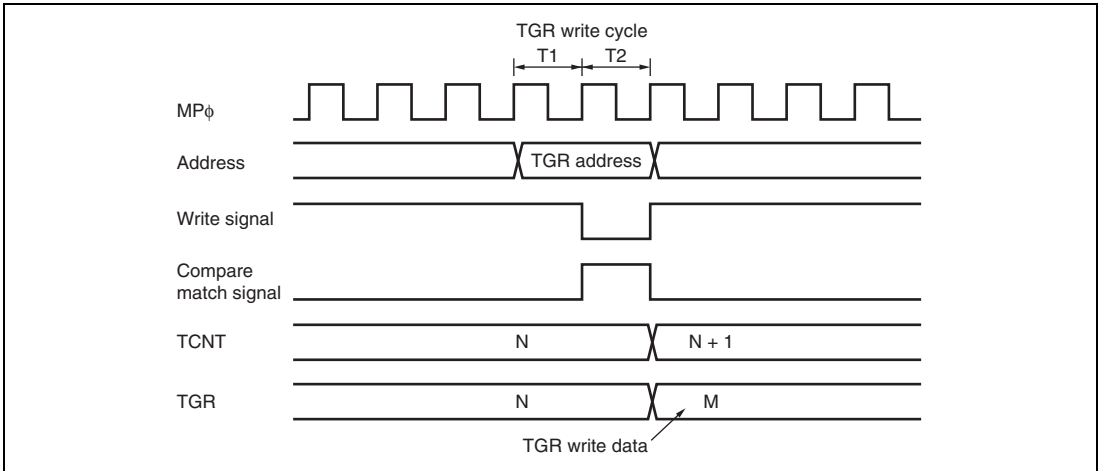 TGR write cycle
T1 T2
MPϕ
Address
TGR address
Write signal
Compare
match signal
TCNT
N
N + 1
TGR
N
M
TGR write data